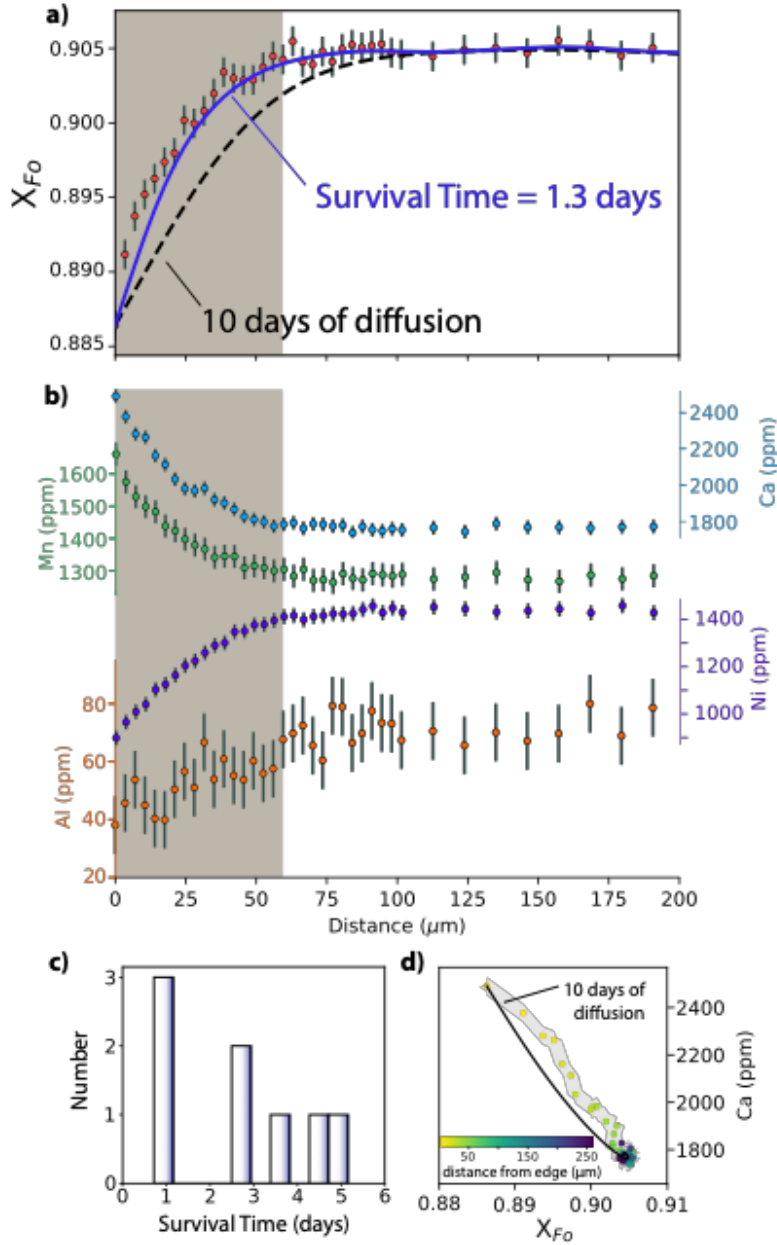 a)
0.905
0.900
0.895
0.890
0.885
X_Fo
Survival Time = 1.3 days
10 days of diffusion
b)
2400
2200
2000
1800
Ca (ppm)
1600
1500
1400
1300
Mn (ppm)
1400
1200
1000
Ni (ppm)
80
60
40
20
Al (ppm)
0 25 50 75 100 125 150 175 200
Distance (μm)
c)
3
2
1
0
Number
0 1 2 3 4 5 6
Survival Time (days)
d)
10 days of
diffusion
2400
2200
2000
1800
Ca (ppm)
50 150 250
distance from edge (μm)
0.88 0.89 0.90 0.91
X_Fo